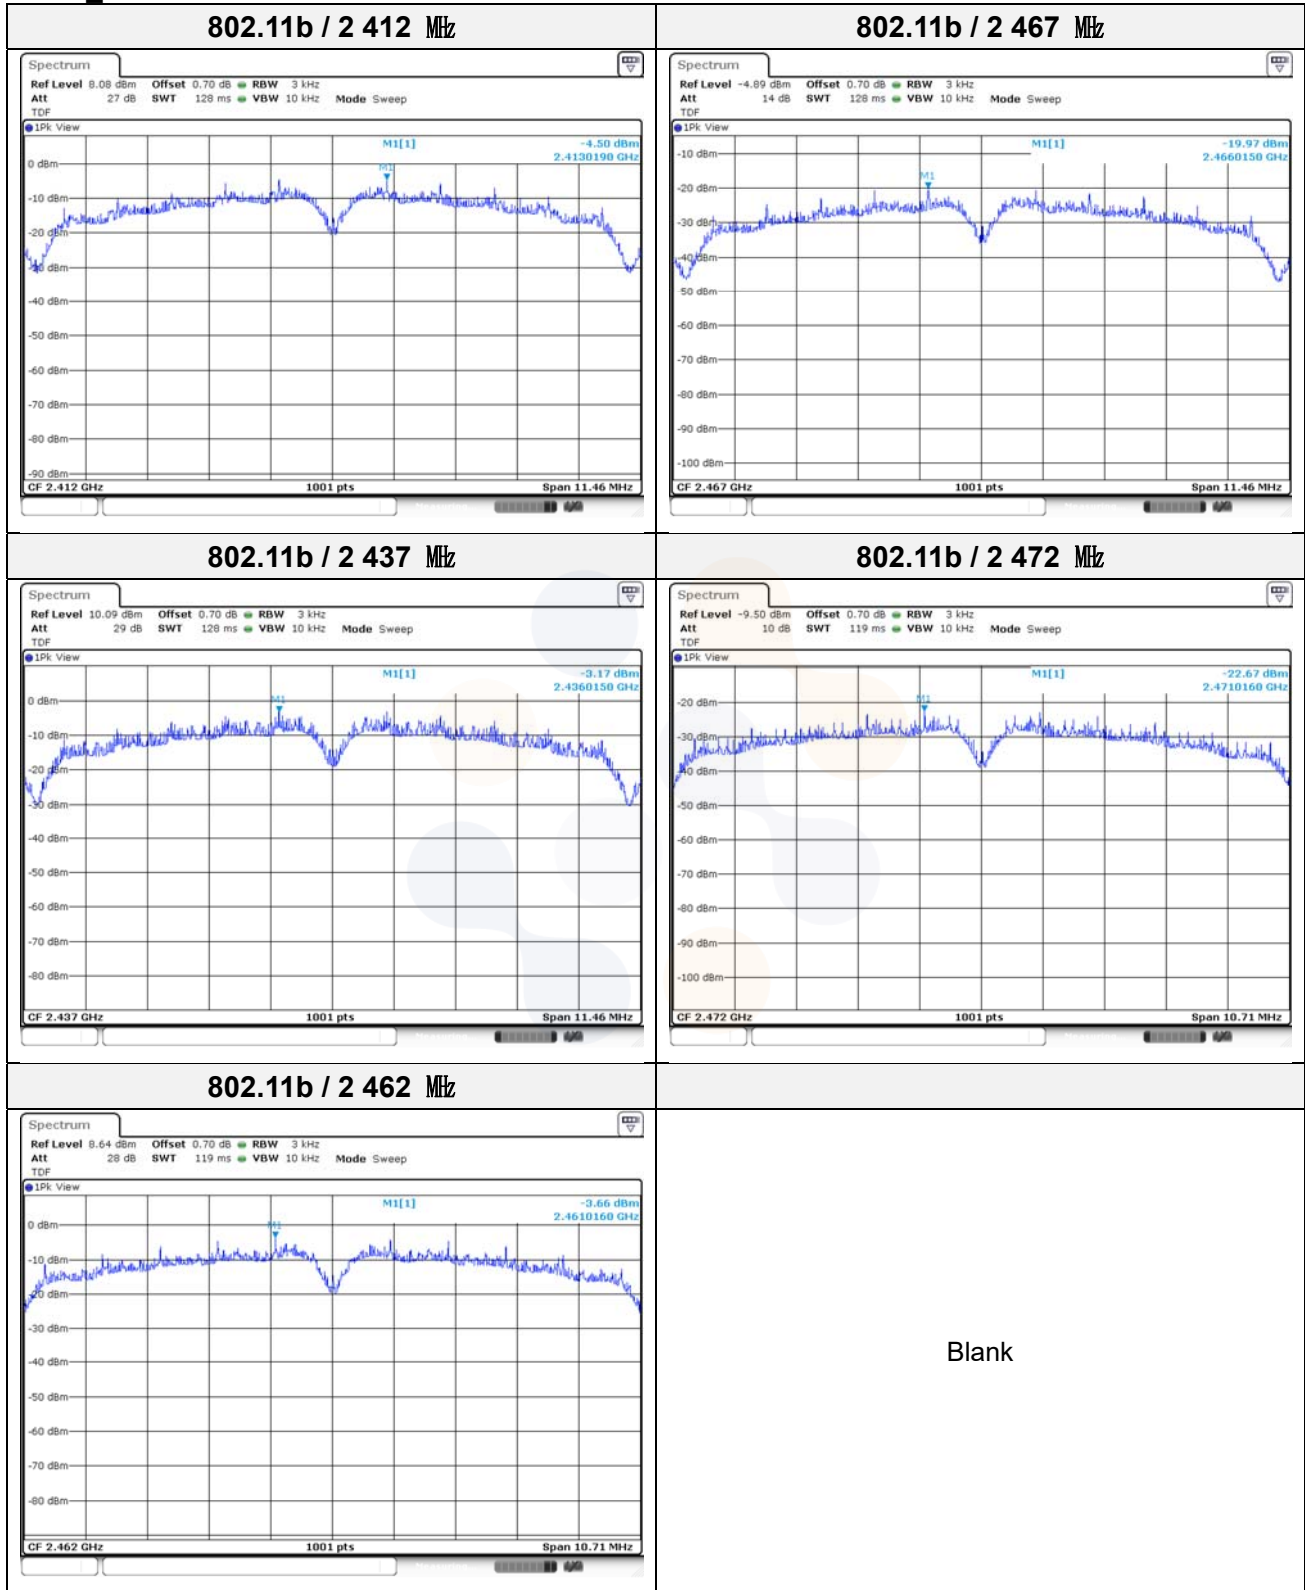 802.11b / 2 412 ㎒
802.11b / 2 467 ㎒
Spectrum
Ref Level 8.08 dBm Offset 0.70 dB RBW 3 kHz
Att 27 dB SWT 128 ms VBW 10 kHz Mode Sweep
TDF
1Pk View
M1[1] -4.50 dBm
2.4130190 GHz
M1
0 dBm
-10 dBm
-20 dBm
-30 dBm
-40 dBm
-50 dBm
-60 dBm
-70 dBm
-80 dBm
-90 dBm
CF 2.412 GHz 1001 pts Span 11.46 MHz
Spectrum
Ref Level -4.89 dBm Offset 0.70 dB RBW 3 kHz
Att 14 dB SWT 128 ms VBW 10 kHz Mode Sweep
TDF
1Pk View
M1[1] -19.97 dBm
2.4660150 GHz
M1
-10 dBm
-20 dBm
-30 dBm
-40 dBm
-50 dBm
-60 dBm
-70 dBm
-80 dBm
-90 dBm
-100 dBm
CF 2.467 GHz 1001 pts Span 11.46 MHz
802.11b / 2 437 ㎒
802.11b / 2 472 ㎒
Spectrum
Ref Level 10.09 dBm Offset 0.70 dB RBW 3 kHz
Att 29 dB SWT 128 ms VBW 10 kHz Mode Sweep
TDF
1Pk View
M1[1] -3.17 dBm
2.4360150 GHz
M1
0 dBm
-10 dBm
-20 dBm
-30 dBm
-40 dBm
-50 dBm
-60 dBm
-70 dBm
-80 dBm
CF 2.437 GHz 1001 pts Span 11.46 MHz
Spectrum
Ref Level -9.50 dBm Offset 0.70 dB RBW 3 kHz
Att 10 dB SWT 119 ms VBW 10 kHz Mode Sweep
TDF
1Pk View
M1[1] -22.67 dBm
2.4710160 GHz
M1
-20 dBm
-30 dBm
-40 dBm
-50 dBm
-60 dBm
-70 dBm
-80 dBm
-90 dBm
-100 dBm
CF 2.472 GHz 1001 pts Span 10.71 MHz
802.11b / 2 462 ㎒
Spectrum
Ref Level 8.64 dBm Offset 0.70 dB RBW 3 kHz
Att 28 dB SWT 119 ms VBW 10 kHz Mode Sweep
TDF
1Pk View
M1[1] -3.66 dBm
2.4610160 GHz
M1
0 dBm
-10 dBm
-20 dBm
-30 dBm
-40 dBm
-50 dBm
-60 dBm
-70 dBm
-80 dBm
CF 2.462 GHz 1001 pts Span 10.71 MHz
Blank